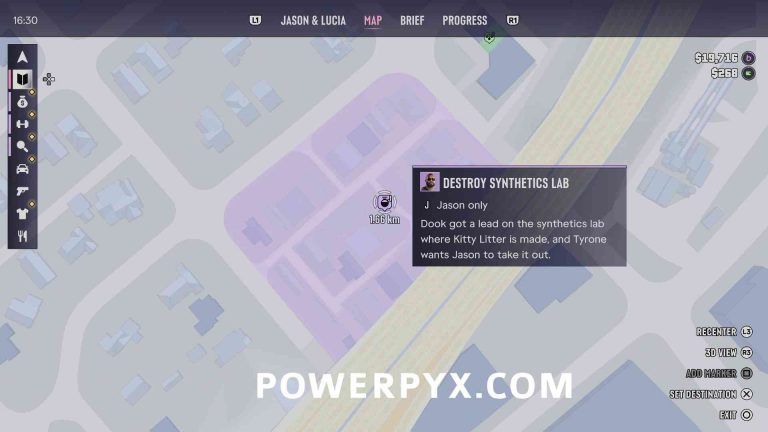 16:30
L1 JASON & LUCIA MAP BRIEF PROGRESS R1
$19,716
$268
DESTROY SYNTHETICS LAB
J Jason only
Dook got a lead on the synthetics lab
where Kitty Litter is made, and Tyrone
wants Jason to take it out.
1.66 km
RECENTER L3
3D VIEW R3
ADD MARKER
SET DESTINATION
EXIT
POWERPYX.COM